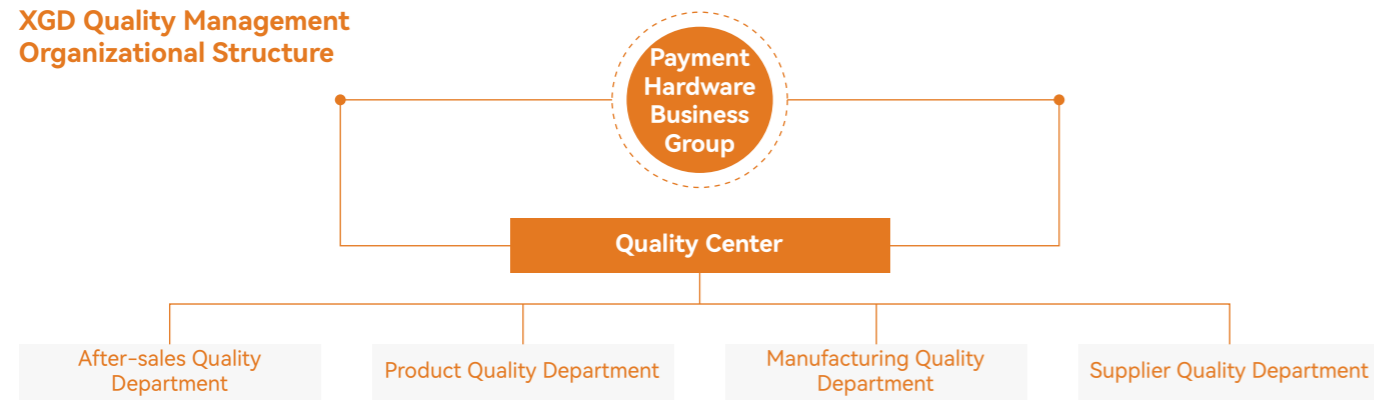 XGD Quality Management
Organizational Structure
Payment
Hardware
Business
Group
Quality Center
After-sales Quality
Department
Product Quality Department
Manufacturing Quality
Department
Supplier Quality Department